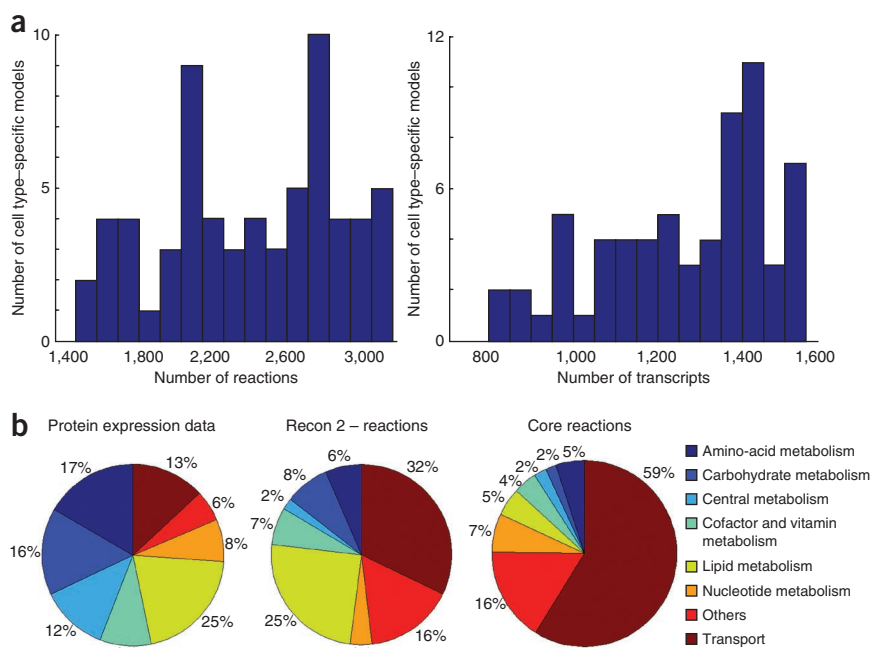 a
10
5
0
Number of cell type–specific models
1,400 1,800 2,200 2,600 3,000
Number of reactions
12
6
0
Number of cell type–specific models
800 1,000 1,200 1,400 1,600
Number of transcripts
b
Protein expression data
17%
13%
6%
8%
25%
12%
16%
Recon 2 – reactions
6%
32%
16%
25%
7%
2%
8%
Core reactions
5%
59%
16%
7%
5%
4%
2%
2%
Amino-acid metabolism
Carbohydrate metabolism
Central metabolism
Cofactor and vitamin
metabolism
Lipid metabolism
Nucleotide metabolism
Others
Transport